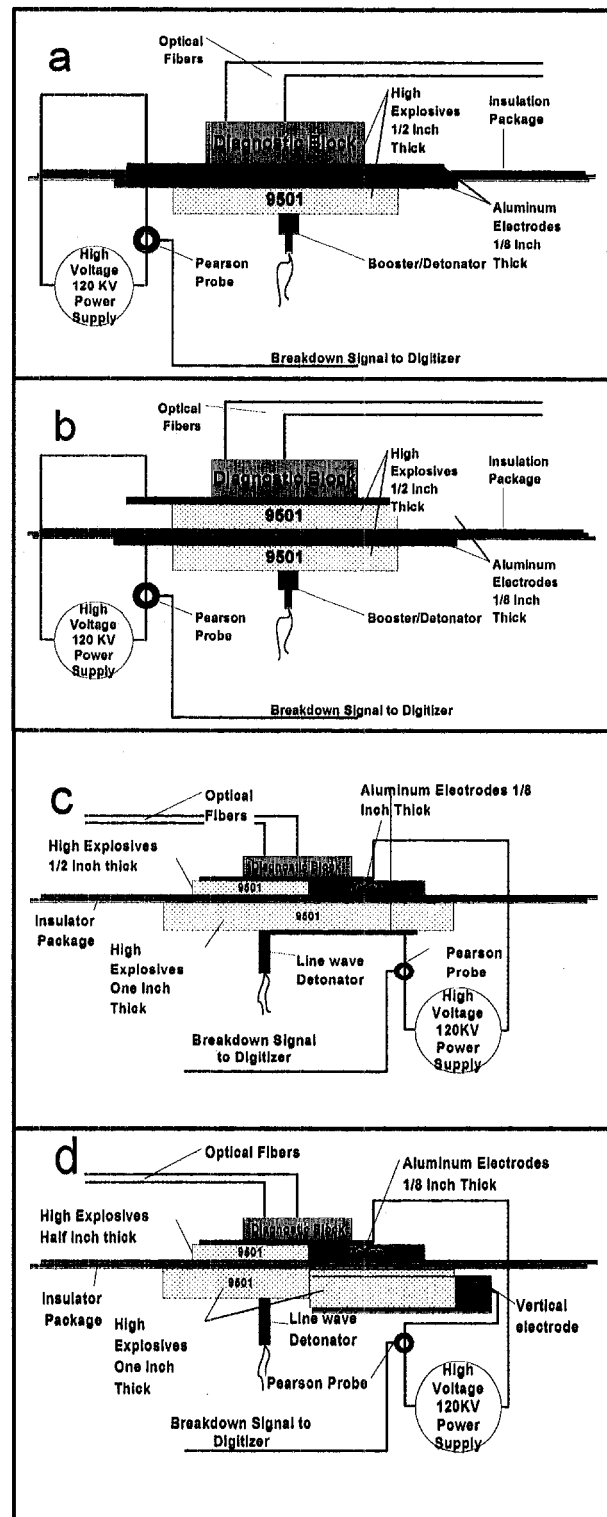 a
Optical
Fibers
High
Explosives
1/2 Inch
Thick
Insulation
Package
Diagnostic Block
9501
Aluminum
Electrodes
1/8 Inch
Thick
High
Voltage
120 KV
Power
Supply
Pearson
Probe
Booster/Detonator
Breakdown Signal to Digitizer
b
Optical
Fibers
High
Explosives
1/2 Inch
Thick
Insulation
Package
Diagnostic Block
9501
9501
Aluminum
Electrodes
1/8 Inch
Thick
High
Voltage
120 KV
Power
Supply
Pearson
Probe
Booster/Detonator
Breakdown Signal to Digitizer
c
Optical
Fibers
Aluminum Electrodes 1/8
Inch Thick
High Explosives
1/2 Inch thick
Diagnostic Block
9501
Insulator
Package
9501
High
Explosives
One Inch
Thick
Line wave
Detonator
Pearson
Probe
High
Voltage
120KV
Power
Supply
Breakdown Signal
to Digitizer
d
Optical Fibers
Aluminum Electrodes
1/8 Inch Thick
High Explosives
Half Inch thick
Diagnostic Block
9501
Insulator
Package
9501
High
Explosives
One Inch
Thick
Line wave
Detonator
Vertical
electrode
Pearson Probe
High
Voltage
120KV
Power
Supply
Breakdown Signal to
Digitizer